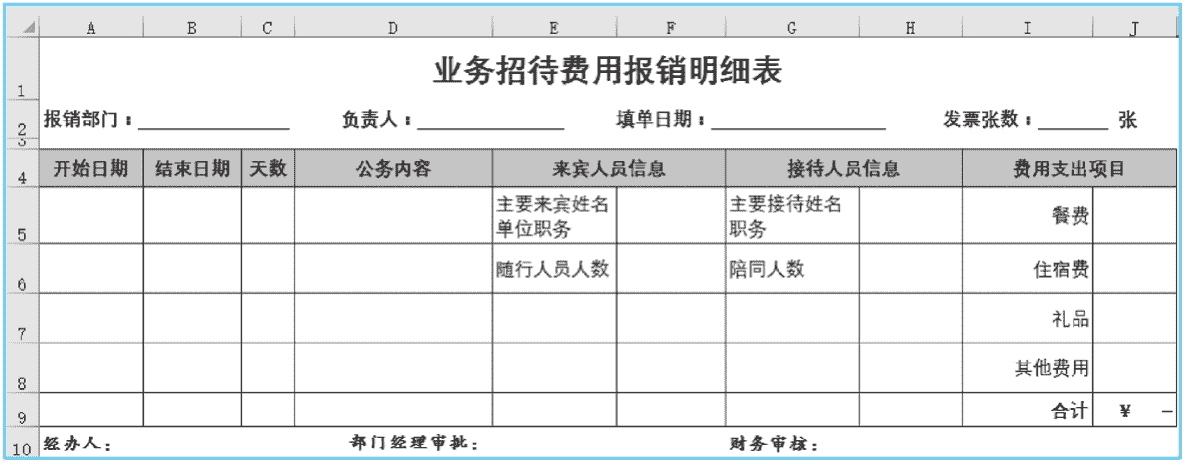 A B C D E F G H I J
1 业务招待费用报销明细表
2 报销部门： 负责人： 填单日期： 发票张数： 张
3
4 开始日期 结束日期 天数 公务内容 来宾人员信息 接待人员信息 费用支出项目
5 主要来宾姓名 主要接待姓名 餐费
单位职务 职务
6 随行人员人数 陪同人数 住宿费
7 礼品
8 其他费用
9 合计 ¥ -
10 经办人： 部门经理审批： 财务审核：